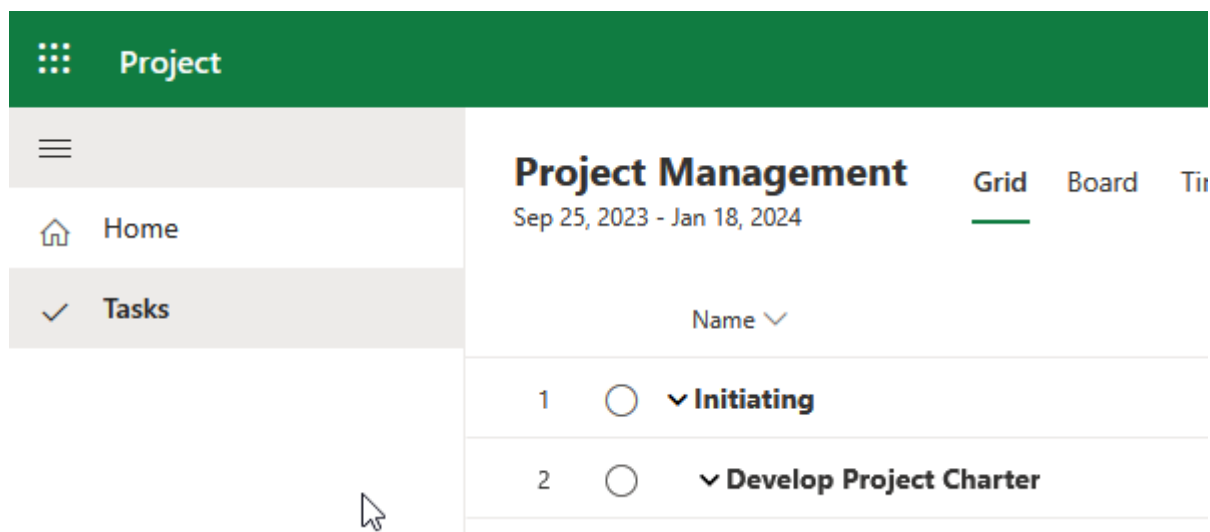 Project
Home
Tasks
Project Management
Sep 25, 2023 - Jan 18, 2024
Grid Board
Name
1 Initiating
2 Develop Project Charter